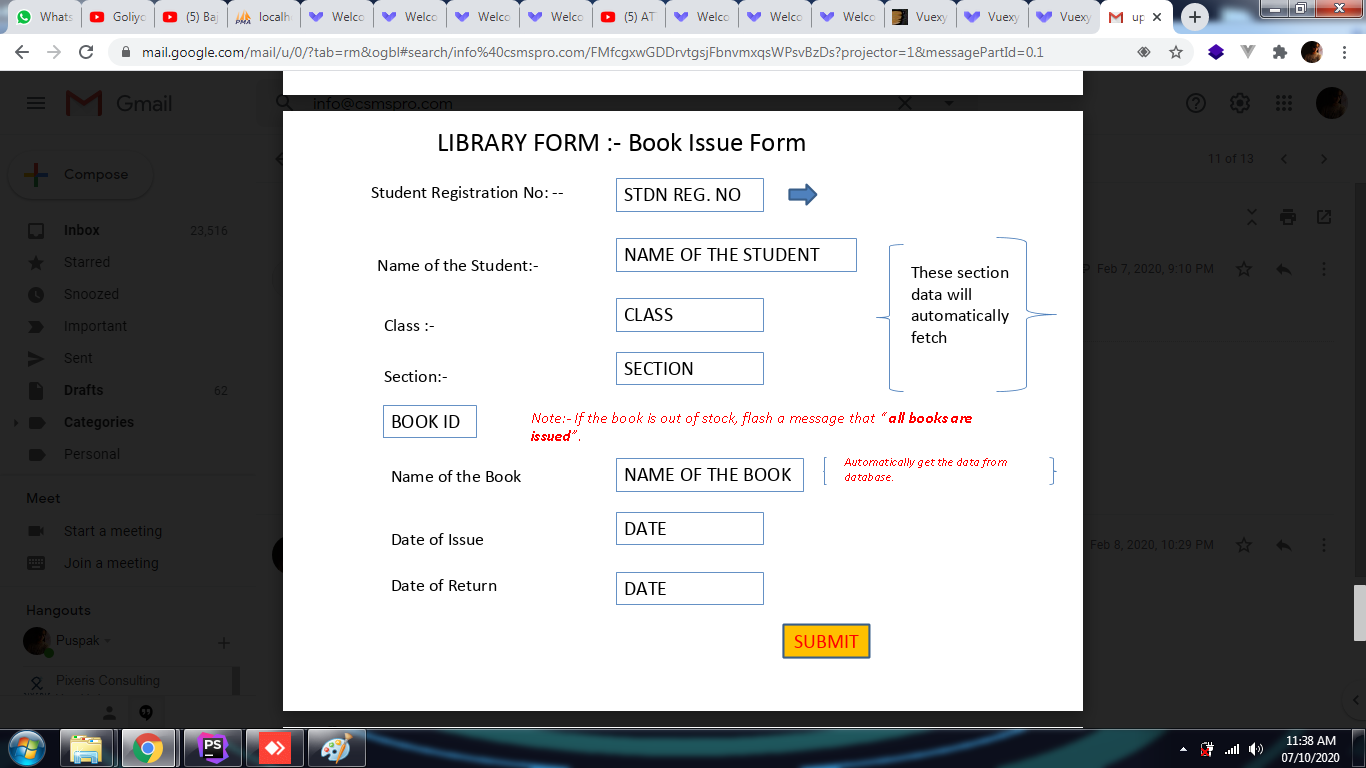 Whats
Goliyo
(5) Baj
localh
Welco
Welco
Welco
Welco
(5) AT
Welco
Welco
Welco
Vuexy
Vuexy
Vuexy
up
mail.google.com/mail/u/0/?tab=rm&ogbl#search/info%40csmspro.com/FMfcgxwGDDrvtgsjFbnvmxqsWPsvBzDs?projector=1&messagePartId=0.1
Gmail
info@csmspro.com
Compose
11 of 13
Inbox 23,516
Starred
Snoozed
Important
Sent
Drafts 62
Categories
Personal
Meet
Start a meeting
Join a meeting
Hangouts
Puspak
Pixeris Consulting
Feb 7, 2020, 9:10 PM
Feb 8, 2020, 10:29 PM
LIBRARY FORM :- Book Issue Form
Student Registration No: -- STDN REG. NO
Name of the Student:- NAME OF THE STUDENT
Class :- CLASS
Section:- SECTION
These section
data will
automatically
fetch
BOOK ID
Note:- If the book is out of stock, flash a message that “all books are
issued”.
Name of the Book NAME OF THE BOOK
Automatically get the data from
database.
Date of Issue DATE
Date of Return DATE
SUBMIT
PS
11:38 AM
07/10/2020